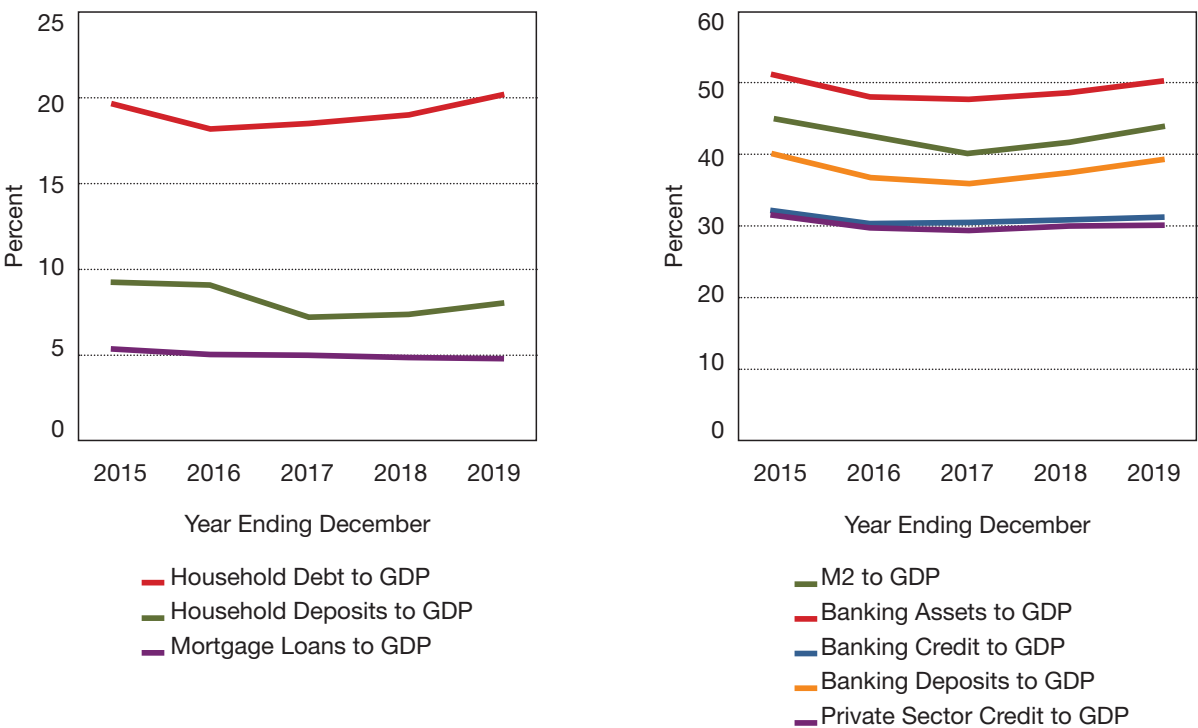 25
20
15
10
5
0
Percent
2015 2016 2017 2018 2019
Year Ending December
Household Debt to GDP
Household Deposits to GDP
Mortgage Loans to GDP
60
50
40
30
20
10
0
Percent
2015 2016 2017 2018 2019
Year Ending December
M2 to GDP
Banking Assets to GDP
Banking Credit to GDP
Banking Deposits to GDP
Private Sector Credit to GDP